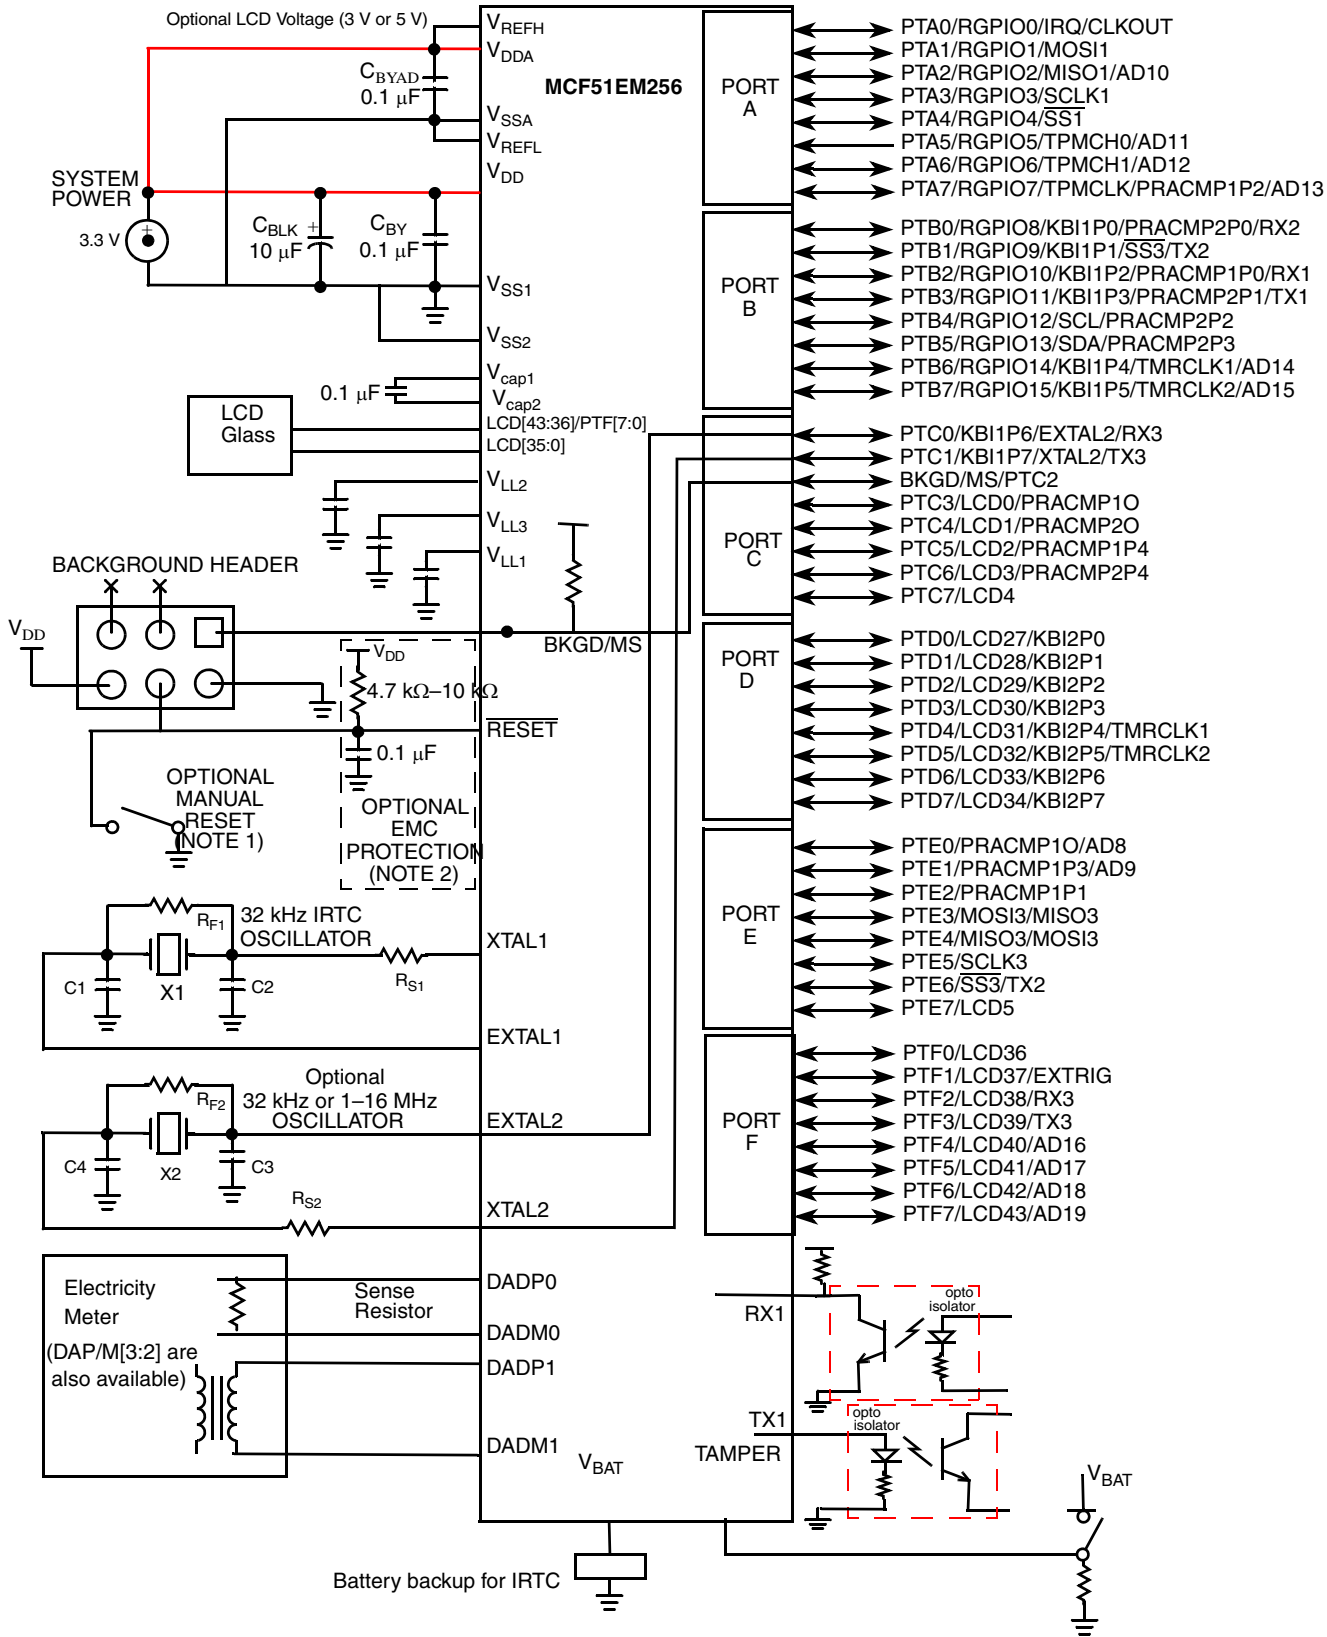 Optional LCD Voltage (3 V or 5 V)
VREFH
VDDA
CBYAD
0.1 μF
VSSA
VREFL
VDD
SYSTEM
POWER
3.3 V
+
CBLK
+
10 μF
CBY
0.1 μF
VSS1
VSS2
Vcap1
0.1 μF
Vcap2
LCD
Glass
LCD[43:36]/PTF[7:0]
LCD[35:0]
VLL2
VLL3
VLL1
BACKGROUND HEADER
VDD
BKGD/MS
VDD
4.7 kΩ–10 kΩ
RESET
0.1 μF
OPTIONAL
MANUAL
RESET
(NOTE 1)
OPTIONAL
EMC
PROTECTION
(NOTE 2)
RF1
32 kHz IRTC
OSCILLATOR
XTAL1
RS1
C1
X1
C2
EXTAL1
Optional
32 kHz or 1–16 MHz
OSCILLATOR
RF2
EXTAL2
C4
X2
C3
RS2
XTAL2
Electricity
Meter
(DAP/M[3:2] are
also available)
Sense
Resistor
DADP0
DADM0
DADP1
DADM1
VBAT
Battery backup for IRTC
MCF51EM256
PORT
A
PTA0/RGPIO0/IRQ/CLKOUT
PTA1/RGPIO1/MOSI1
PTA2/RGPIO2/MISO1/AD10
PTA3/RGPIO3/SCLK1
PTA4/RGPIO4/SS1
PTA5/RGPIO5/TPMCH0/AD11
PTA6/RGPIO6/TPMCH1/AD12
PTA7/RGPIO7/TPMCLK/PRACMP1P2/AD13
PORT
B
PTB0/RGPIO8/KBI1P0/PRACMP2P0/RX2
PTB1/RGPIO9/KBI1P1/SS3/TX2
PTB2/RGPIO10/KBI1P2/PRACMP1P0/RX1
PTB3/RGPIO11/KBI1P3/PRACMP2P1/TX1
PTB4/RGPIO12/SCL/PRACMP2P2
PTB5/RGPIO13/SDA/PRACMP2P3
PTB6/RGPIO14/KBI1P4/TMRCLK1/AD14
PTB7/RGPIO15/KBI1P5/TMRCLK2/AD15
PORT
C
PTC0/KBI1P6/EXTAL2/RX3
PTC1/KBI1P7/XTAL2/TX3
BKGD/MS/PTC2
PTC3/LCD0/PRACMP1O
PTC4/LCD1/PRACMP2O
PTC5/LCD2/PRACMP1P4
PTC6/LCD3/PRACMP2P4
PTC7/LCD4
PORT
D
PTD0/LCD27/KBI2P0
PTD1/LCD28/KBI2P1
PTD2/LCD29/KBI2P2
PTD3/LCD30/KBI2P3
PTD4/LCD31/KBI2P4/TMRCLK1
PTD5/LCD32/KBI2P5/TMRCLK2
PTD6/LCD33/KBI2P6
PTD7/LCD34/KBI2P7
PORT
E
PTE0/PRACMP1O/AD8
PTE1/PRACMP1P3/AD9
PTE2/PRACMP1P1
PTE3/MOSI3/MISO3
PTE4/MISO3/MOSI3
PTE5/SCLK3
PTE6/SS3/TX2
PTE7/LCD5
PORT
F
PTF0/LCD36
PTF1/LCD37/EXTRIG
PTF2/LCD38/RX3
PTF3/LCD39/TX3
PTF4/LCD40/AD16
PTF5/LCD41/AD17
PTF6/LCD42/AD18
PTF7/LCD43/AD19
RX1
opto
isolator
TX1
opto
isolator
TAMPER
VBAT